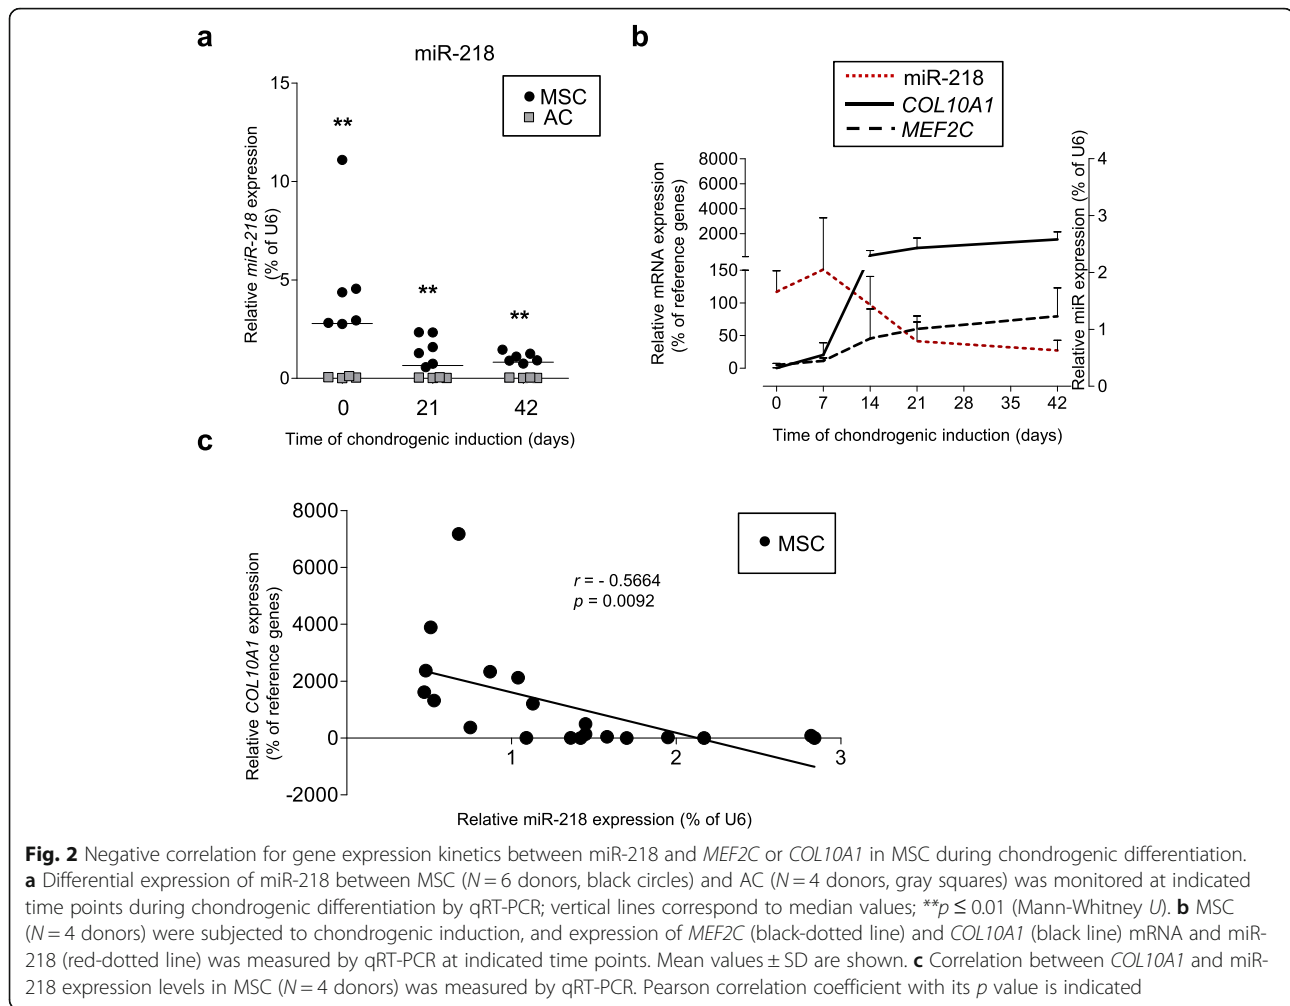 a
miR-218
15
10
5
0
Relative miR-218 expression
(% of U6)
MSC
AC
**
**
**
0 21 42
Time of chondrogenic induction (days)
b
miR-218
COL10A1
MEF2C
8000
6000
4000
2000
150
100
50
0
Relative mRNA expression
(% of reference genes)
4
3
2
1
0
Relative miR expression (% of U6)
0 7 14 21 28 35 42
Time of chondrogenic induction (days)
c
8000
6000
4000
2000
0
-2000
Relative COL10A1 expression
(% of reference genes)
r = - 0.5664
p = 0.0092
MSC
1 2 3
Relative miR-218 expression (% of U6)
Fig. 2 Negative correlation for gene expression kinetics between miR-218 and MEF2C or COL10A1 in MSC during chondrogenic differentiation.
a Differential expression of miR-218 between MSC (N = 6 donors, black circles) and AC (N = 4 donors, gray squares) was monitored at indicated
time points during chondrogenic differentiation by qRT-PCR; vertical lines correspond to median values; **p ≤ 0.01 (Mann-Whitney U). b MSC
(N = 4 donors) were subjected to chondrogenic induction, and expression of MEF2C (black-dotted line) and COL10A1 (black line) mRNA and miR-
218 (red-dotted line) was measured by qRT-PCR at indicated time points. Mean values ± SD are shown. c Correlation between COL10A1 and miR-
218 expression levels in MSC (N = 4 donors) was measured by qRT-PCR. Pearson correlation coefficient with its p value is indicated